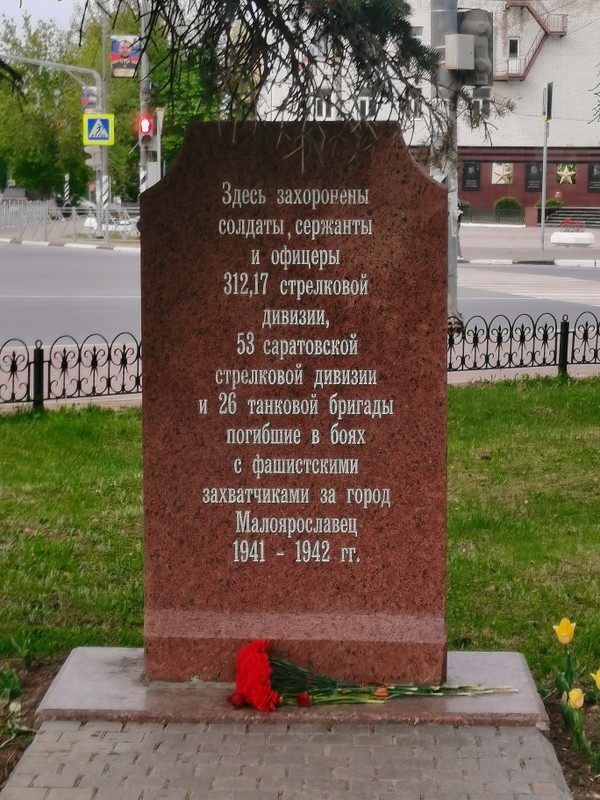 Здесь захоронены
солдаты, сержанты
и офицеры
312,17 стрелковой
дивизии,
53 саратовской
стрелковой дивизии
и 26 танковой бригады
погибшие в боях
с фашистскими
захватчиками за город
Малоярославец
1941 - 1942 гг.